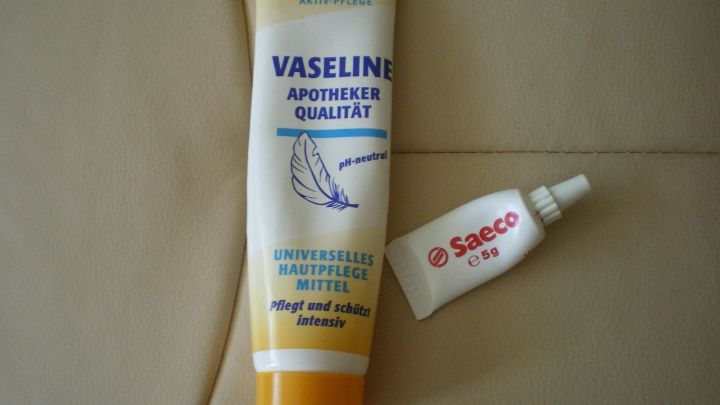 AKTIV-PFLEGE
VASELINE
APOTHEKER
QUALITÄT
pH-neutral
UNIVERSELLES
HAUTPFLEGE
MITTEL
Pflegt und schützt
intensiv
Saeco
℮5g